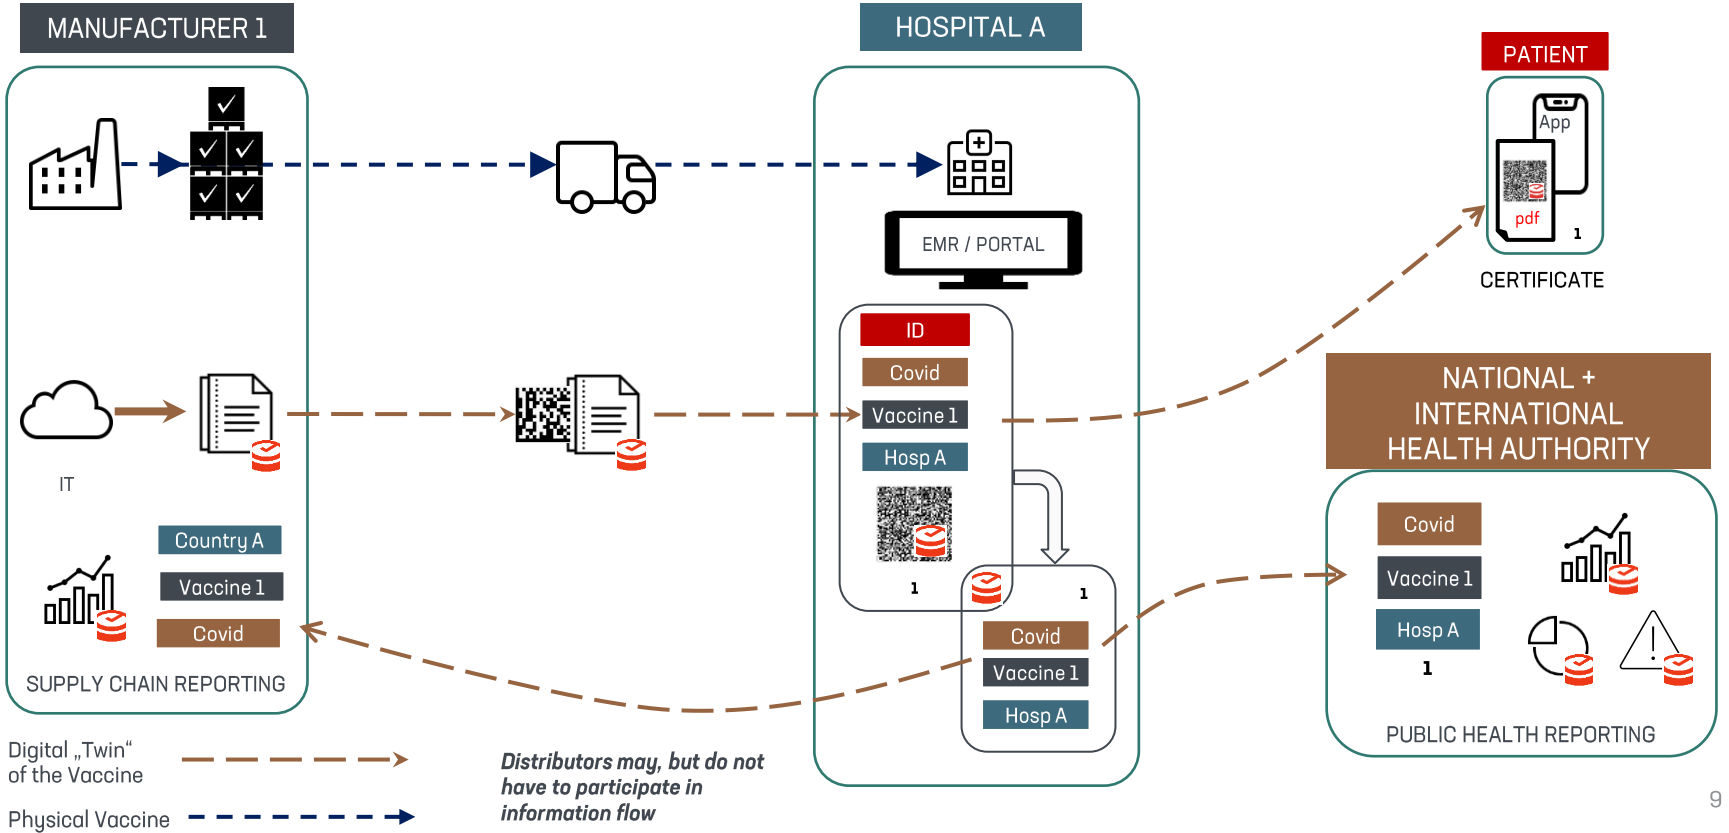 MANUFACTURER 1
HOSPITAL A
PATIENT
App
pdf
1
CERTIFICATE
EMR / PORTAL
ID
Covid
Vaccine 1
Hosp A
1
IT
Country A
Vaccine 1
Covid
SUPPLY CHAIN REPORTING
1
Covid
Vaccine 1
Hosp A
NATIONAL +
INTERNATIONAL
HEALTH AUTHORITY
Covid
Vaccine 1
Hosp A
1
PUBLIC HEALTH REPORTING
Digital „Twin“
of the Vaccine
Physical Vaccine
Distributors may, but do not
have to participate in
information flow
9